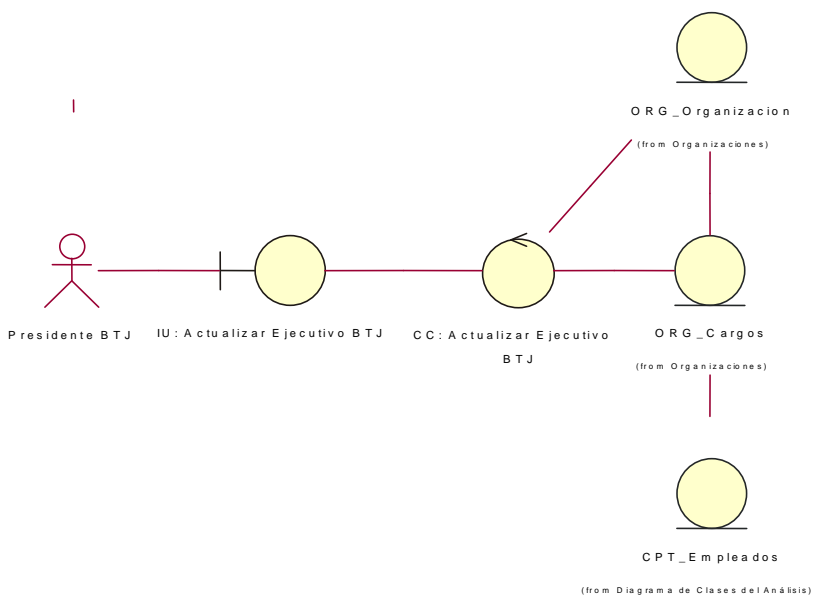 ORG_Organizacion
(from Organizaciones)
Presidente BTJ
IU: Actualizar Ejecutivo BTJ
CC: Actualizar Ejecutivo
BTJ
ORG_Cargos
(from Organizaciones)
CPT_Empleados
(from Diagrama de Clases del Análisis)